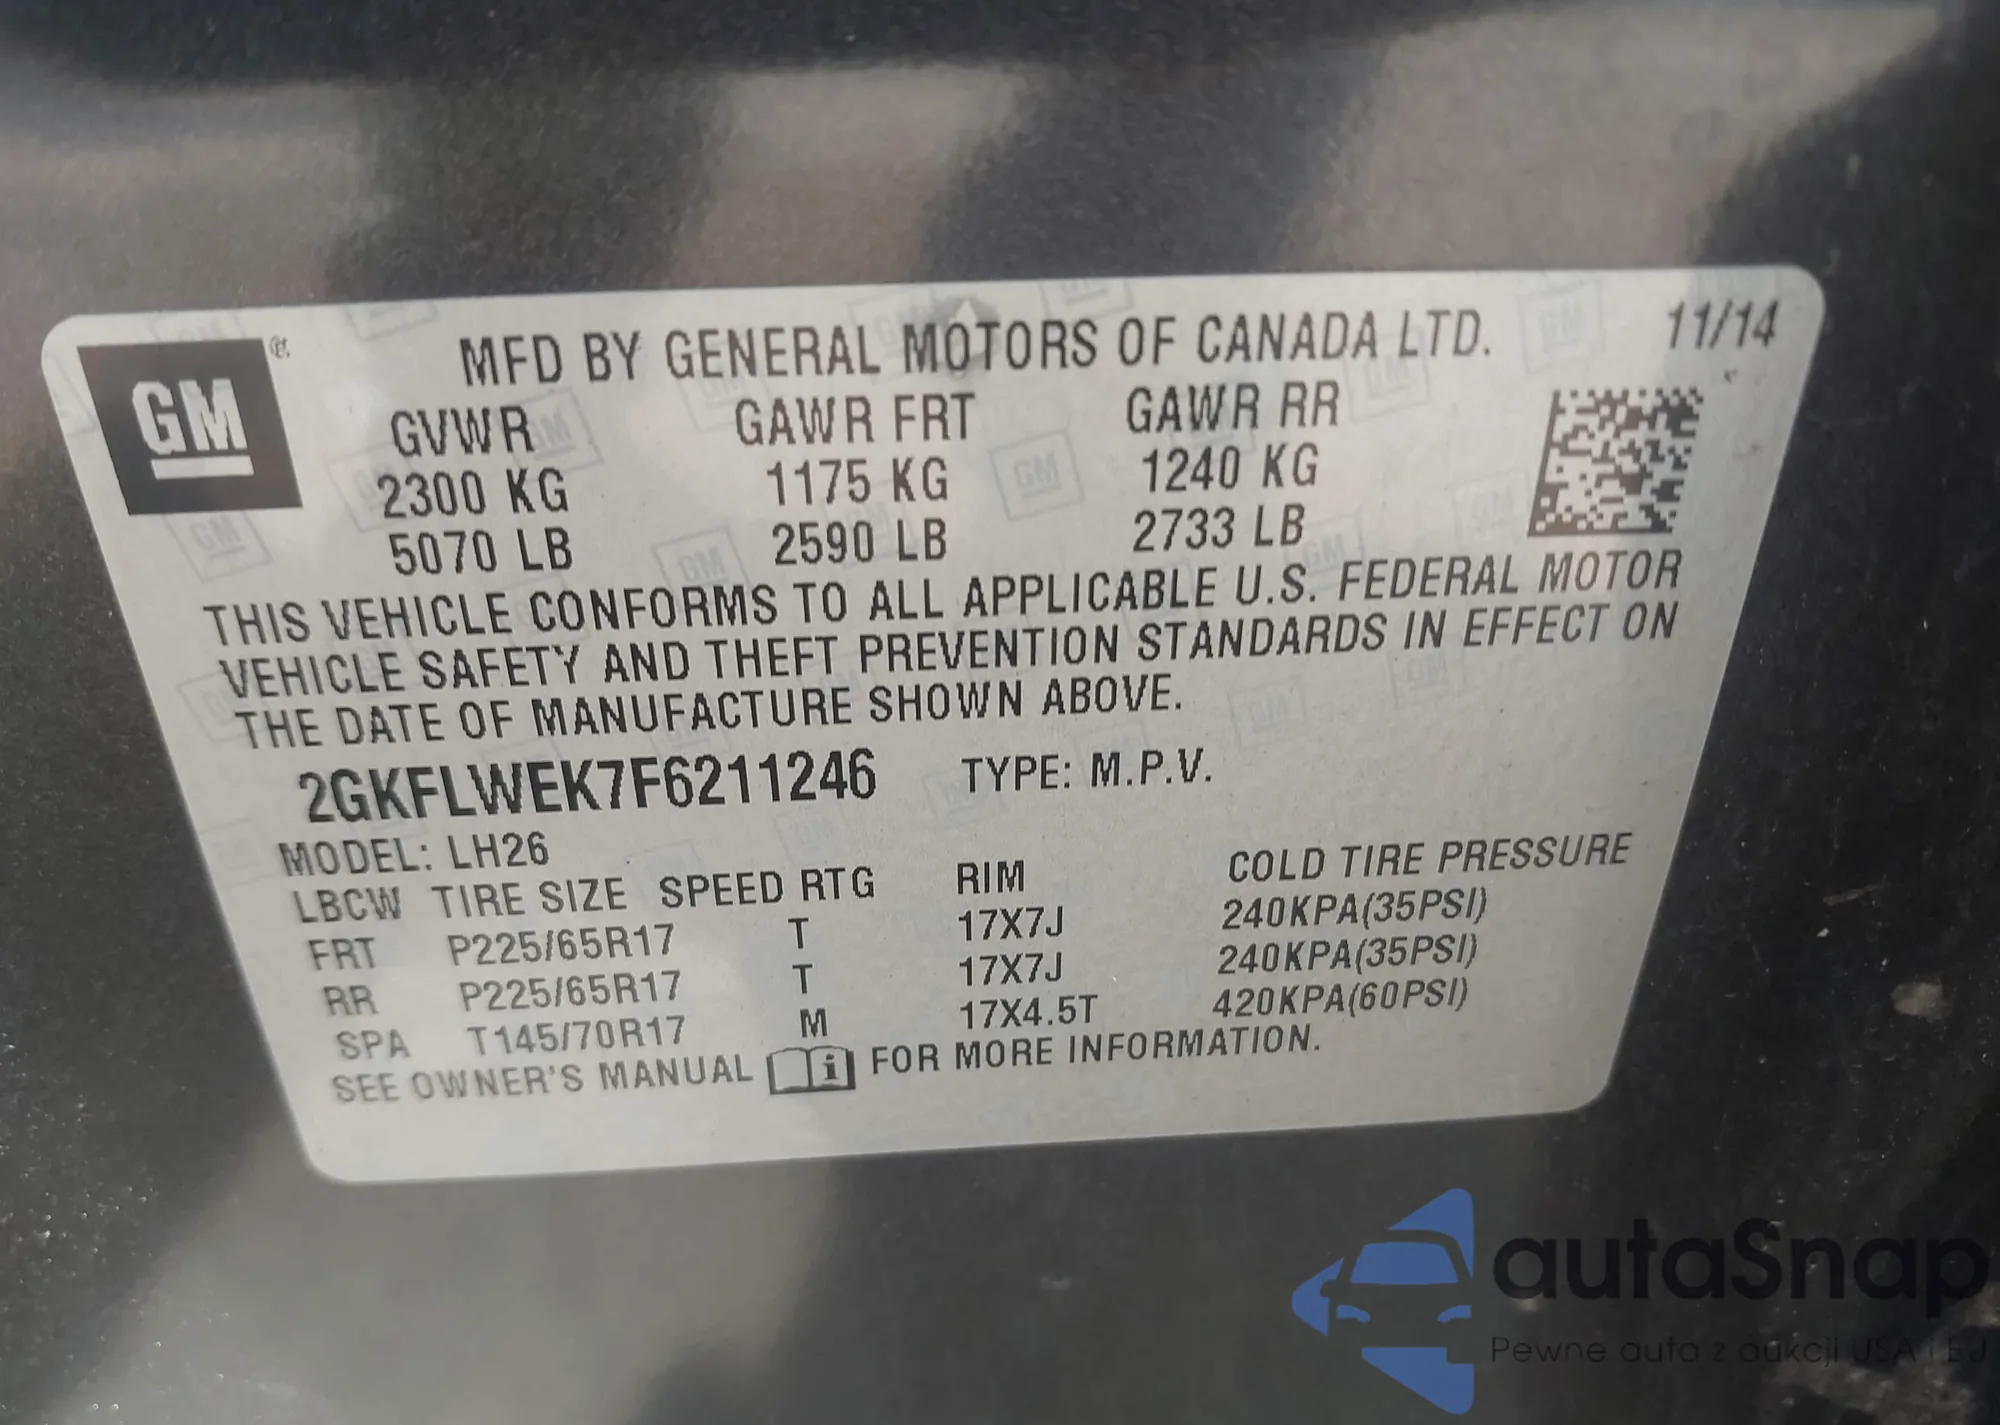 GM
MFD BY GENERAL MOTORS OF CANADA LTD. 11/14
GVWR GAWR FRT GAWR RR
2300 KG 1175 KG 1240 KG
5070 LB 2590 LB 2733 LB
THIS VEHICLE CONFORMS TO ALL APPLICABLE U.S. FEDERAL MOTOR
VEHICLE SAFETY AND THEFT PREVENTION STANDARDS IN EFFECT ON
THE DATE OF MANUFACTURE SHOWN ABOVE.
2GKFLWEK7F6211246 TYPE: M.P.V.
MODEL: LH26
LBCW TIRE SIZE SPEED RTG RIM COLD TIRE PRESSURE
FRT P225/65R17 T 17X7J 240KPA(35PSI)
RR P225/65R17 T 17X7J 240KPA(35PSI)
SPA T145/70R17 M 17X4.5T 420KPA(60PSI)
SEE OWNER'S MANUAL i FOR MORE INFORMATION.
autaSnap
Pewne auta z aukcji USA i EU